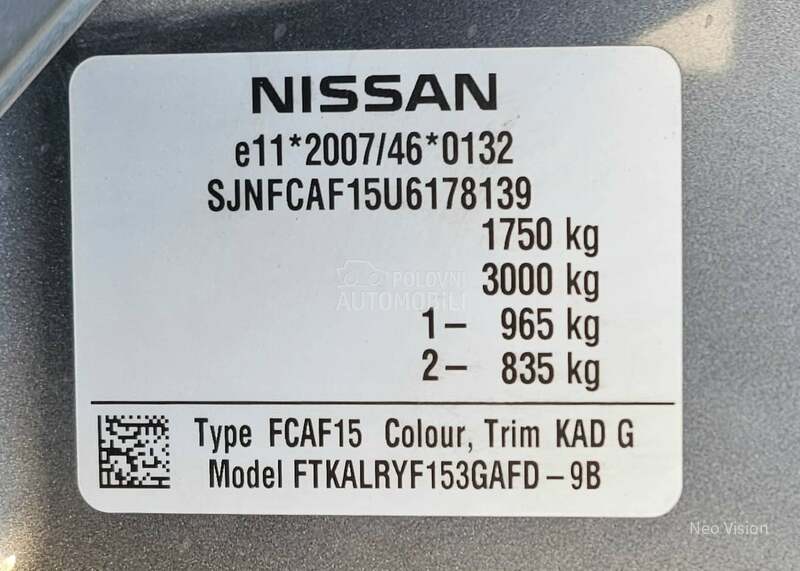 NISSAN
e11*2007/46*0132
SJNFCAF15U6178139
1750 kg
3000 kg
1– 965 kg
2– 835 kg
POLOVNI
AUTOMOBILI
Type FCAF15 Colour, Trim KAD G
Model FTKALRYF153GAFD – 9B
Neo Vision